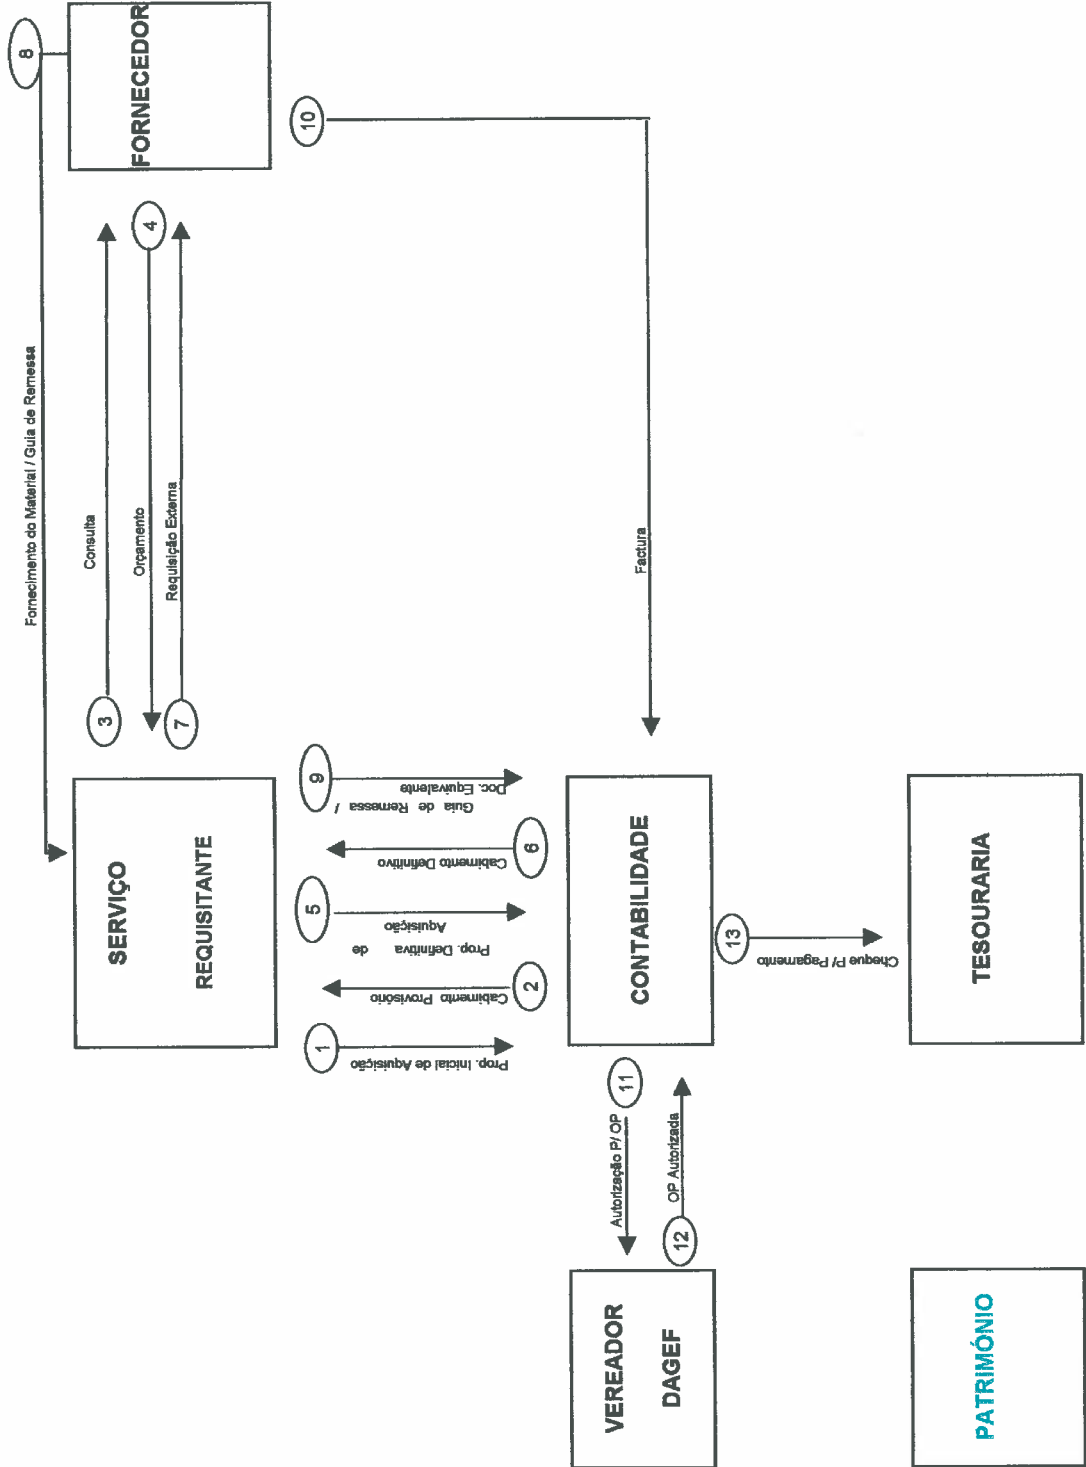 8
Fornecimento do Material / Guia de Remessa
FORNECEDOR
3
Consulta
4
Orçamento
7
Requisição Externa
10
Factura
SERVIÇO
REQUISITANTE
1
Prop. Inicial de Aquisição
2
Cabimento Provisório
5
Prop. Definitiva de
Aquisição
6
Cabimento Definitivo
9
Guia de Remessa /
Doc. Equivalente
CONTABILIDADE
11
Autorização P/ OP
12
OP Autorizada
13
Cheque P/ Pagamento
VEREADOR
DAGEF
TESOURARIA
PATRIMÓNIO